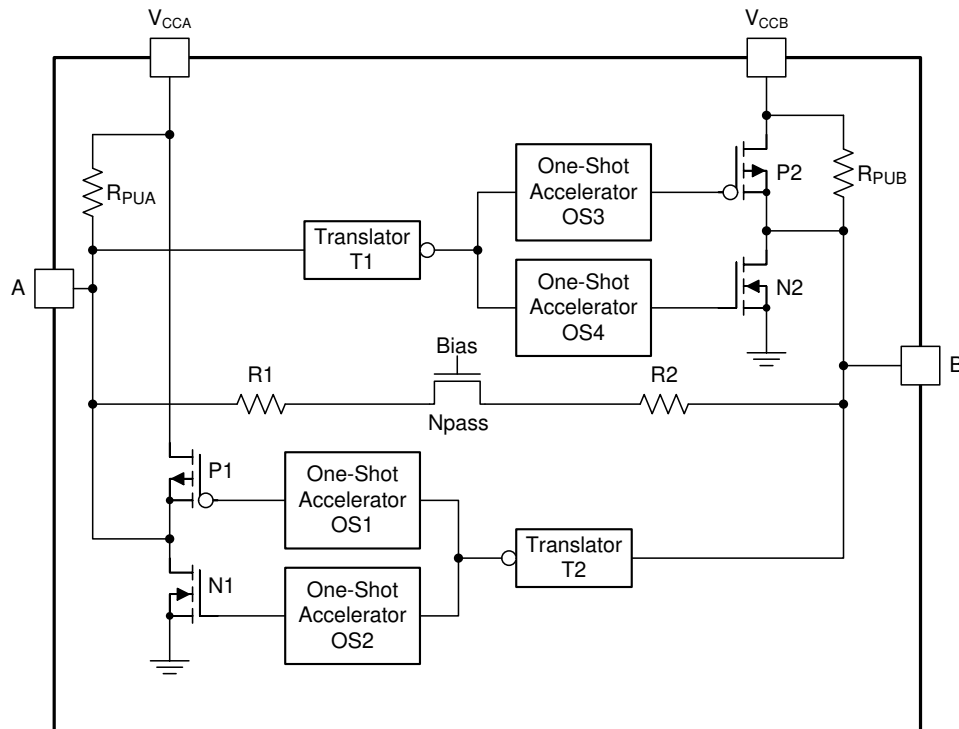 VCCA
VCCB
RPUA
One-Shot
Accelerator
OS3
P2
RPUB
Translator
T1
A
One-Shot
Accelerator
OS4
N2
Bias
B
R1
R2
Npass
P1
One-Shot
Accelerator
OS1
Translator
T2
N1
One-Shot
Accelerator
OS2